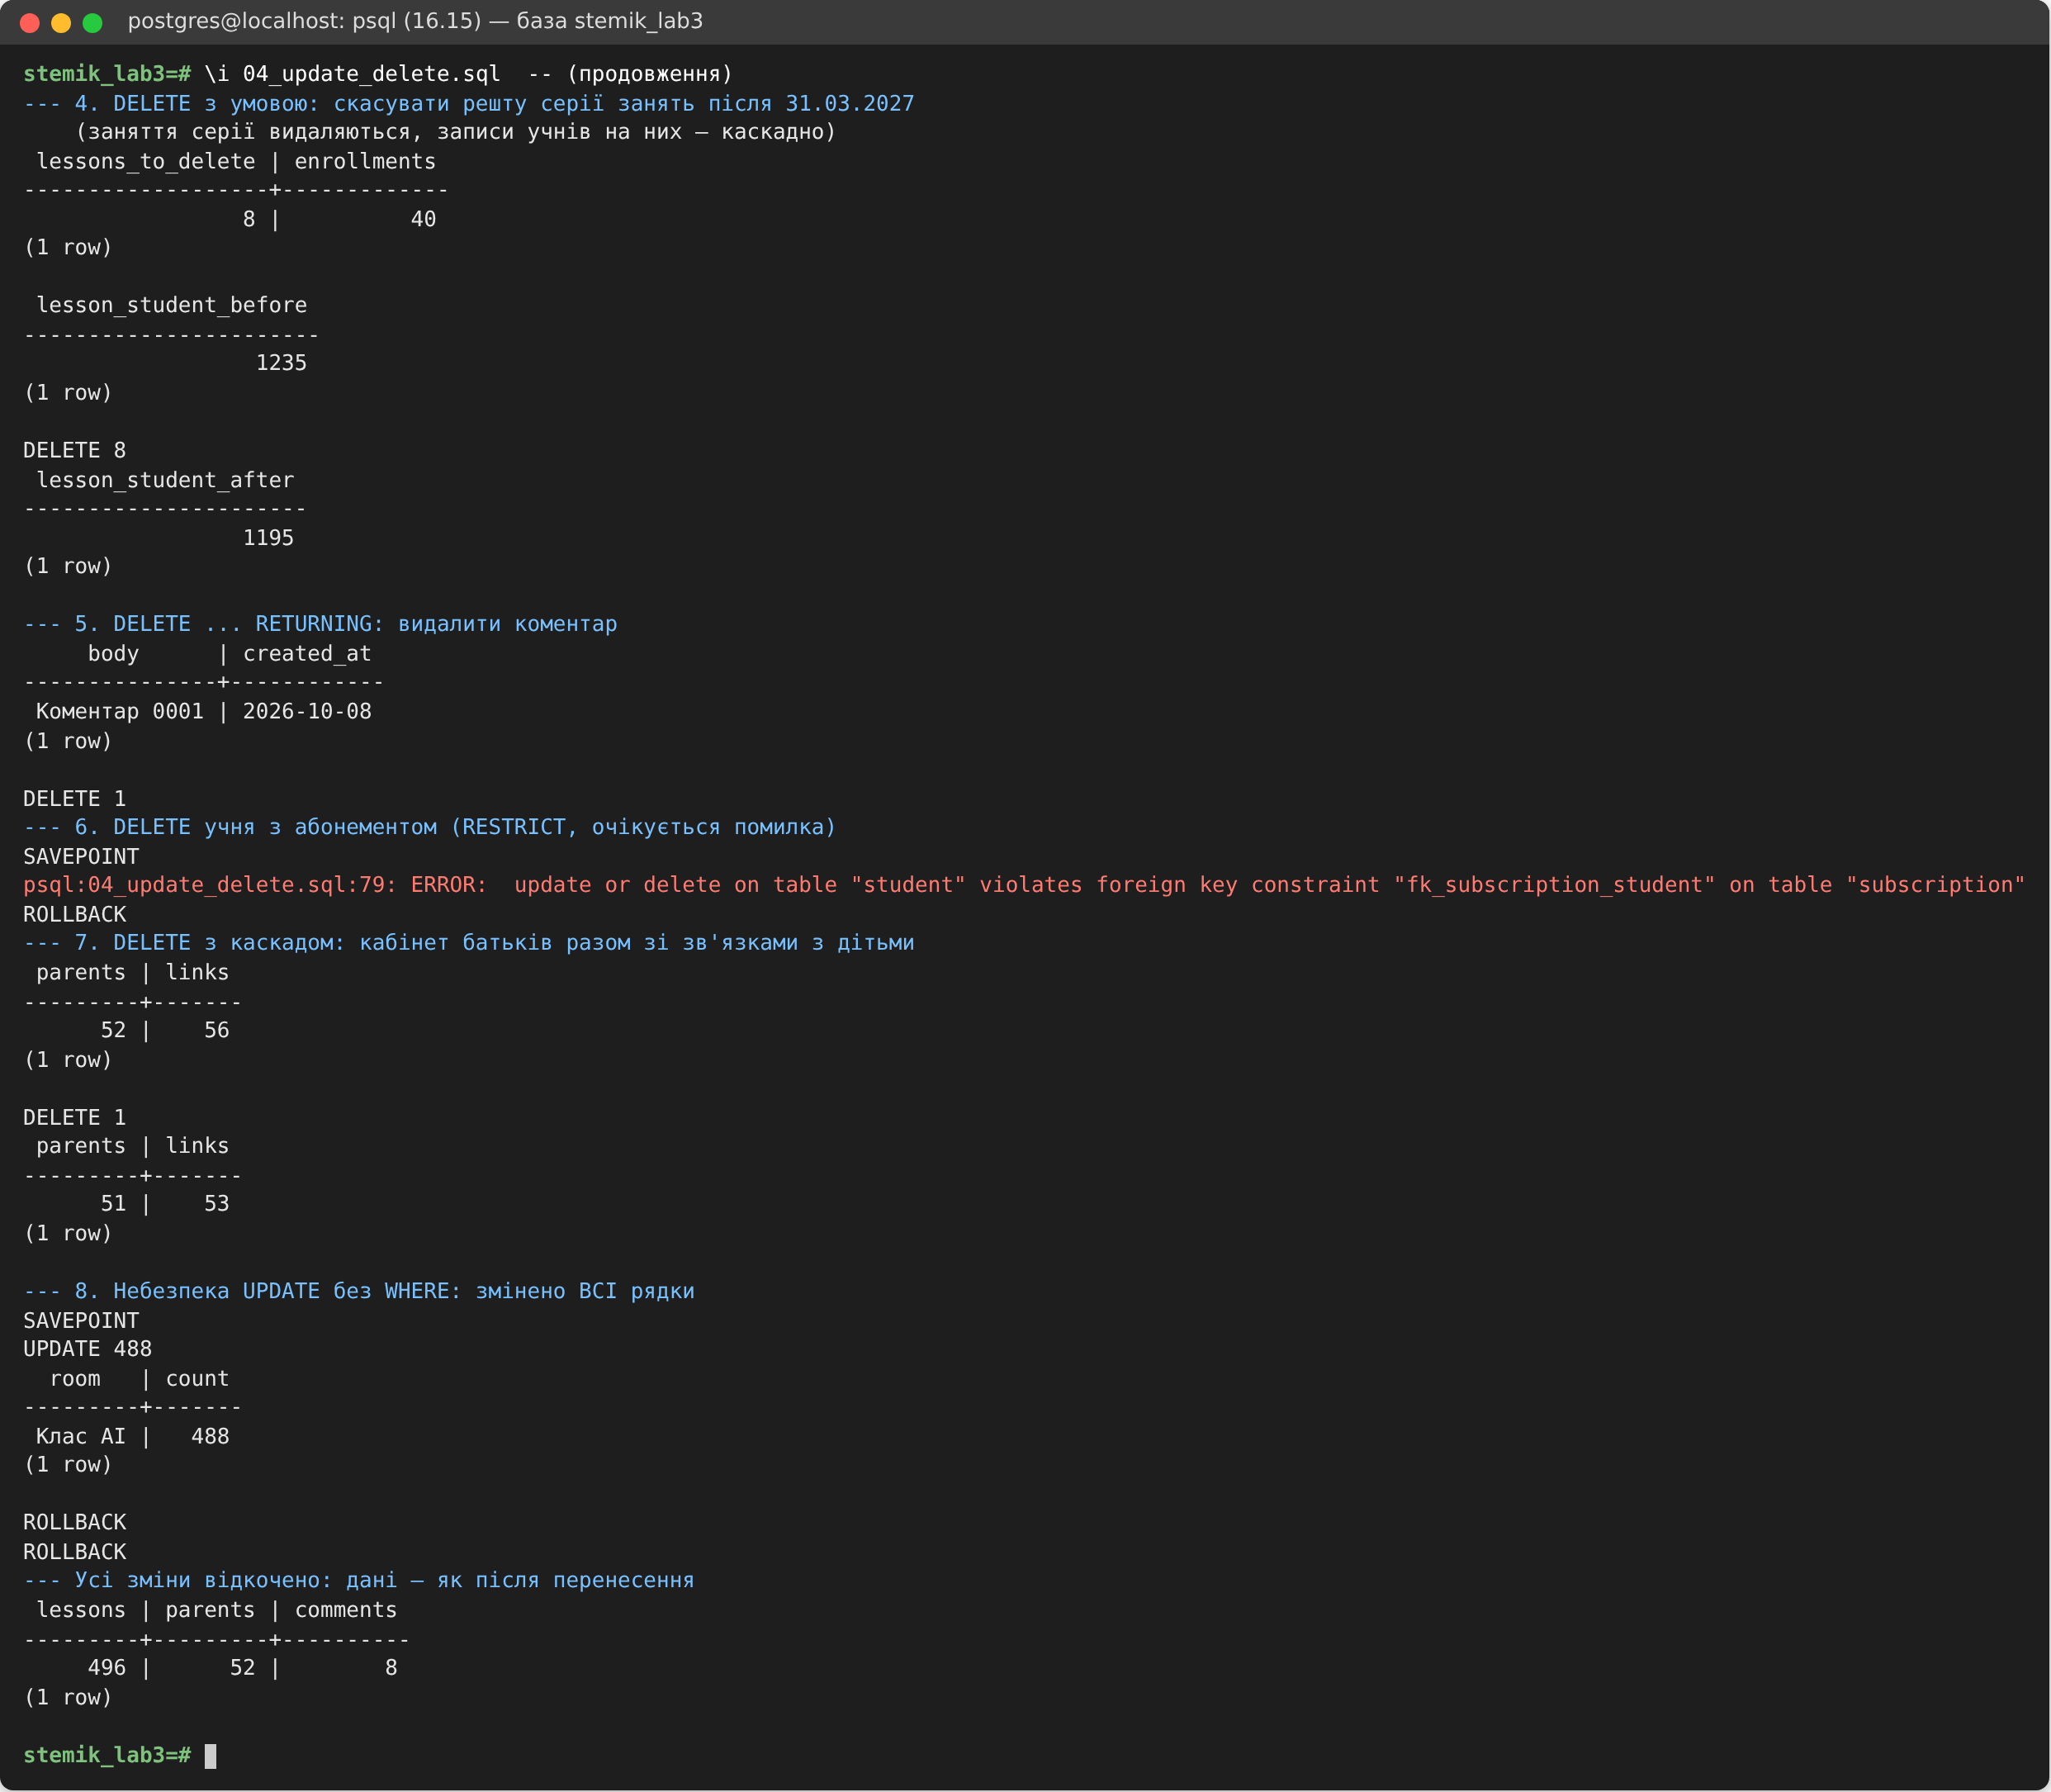 postgres@localhost: psql (16.15) — база stemik_lab3
stemik_lab3=# \i 04_update_delete.sql  -- (продовження)
--- 4. DELETE з умовою: скасувати решту серії занять після 31.03.2027
    (заняття серії видаляються, записи учнів на них — каскадно)
 lessons_to_delete | enrollments
-------------------+-------------
                 8 |          40
(1 row)

 lesson_student_before
-----------------------
                  1235
(1 row)

DELETE 8
 lesson_student_after
----------------------
                 1195
(1 row)

--- 5. DELETE ... RETURNING: видалити коментар
     body      | created_at
---------------+------------
 Коментар 0001 | 2026-10-08
(1 row)

DELETE 1
--- 6. DELETE учня з абонементом (RESTRICT, очікується помилка)
SAVEPOINT
psql:04_update_delete.sql:79: ERROR:  update or delete on table "student" violates foreign key constraint "fk_subscription_student" on table "subscription"
ROLLBACK
--- 7. DELETE з каскадом: кабінет батьків разом зі зв'язками з дітьми
 parents | links
---------+-------
      52 |    56
(1 row)

DELETE 1
 parents | links
---------+-------
      51 |    53
(1 row)

--- 8. Небезпека UPDATE без WHERE: змінено ВСІ рядки
SAVEPOINT
UPDATE 488
  room   | count
---------+-------
 Клас AI |   488
(1 row)

ROLLBACK
ROLLBACK
--- Усі зміни відкочено: дані — як після перенесення
 lessons | parents | comments
---------+---------+----------
     496 |      52 |        8
(1 row)

stemik_lab3=#